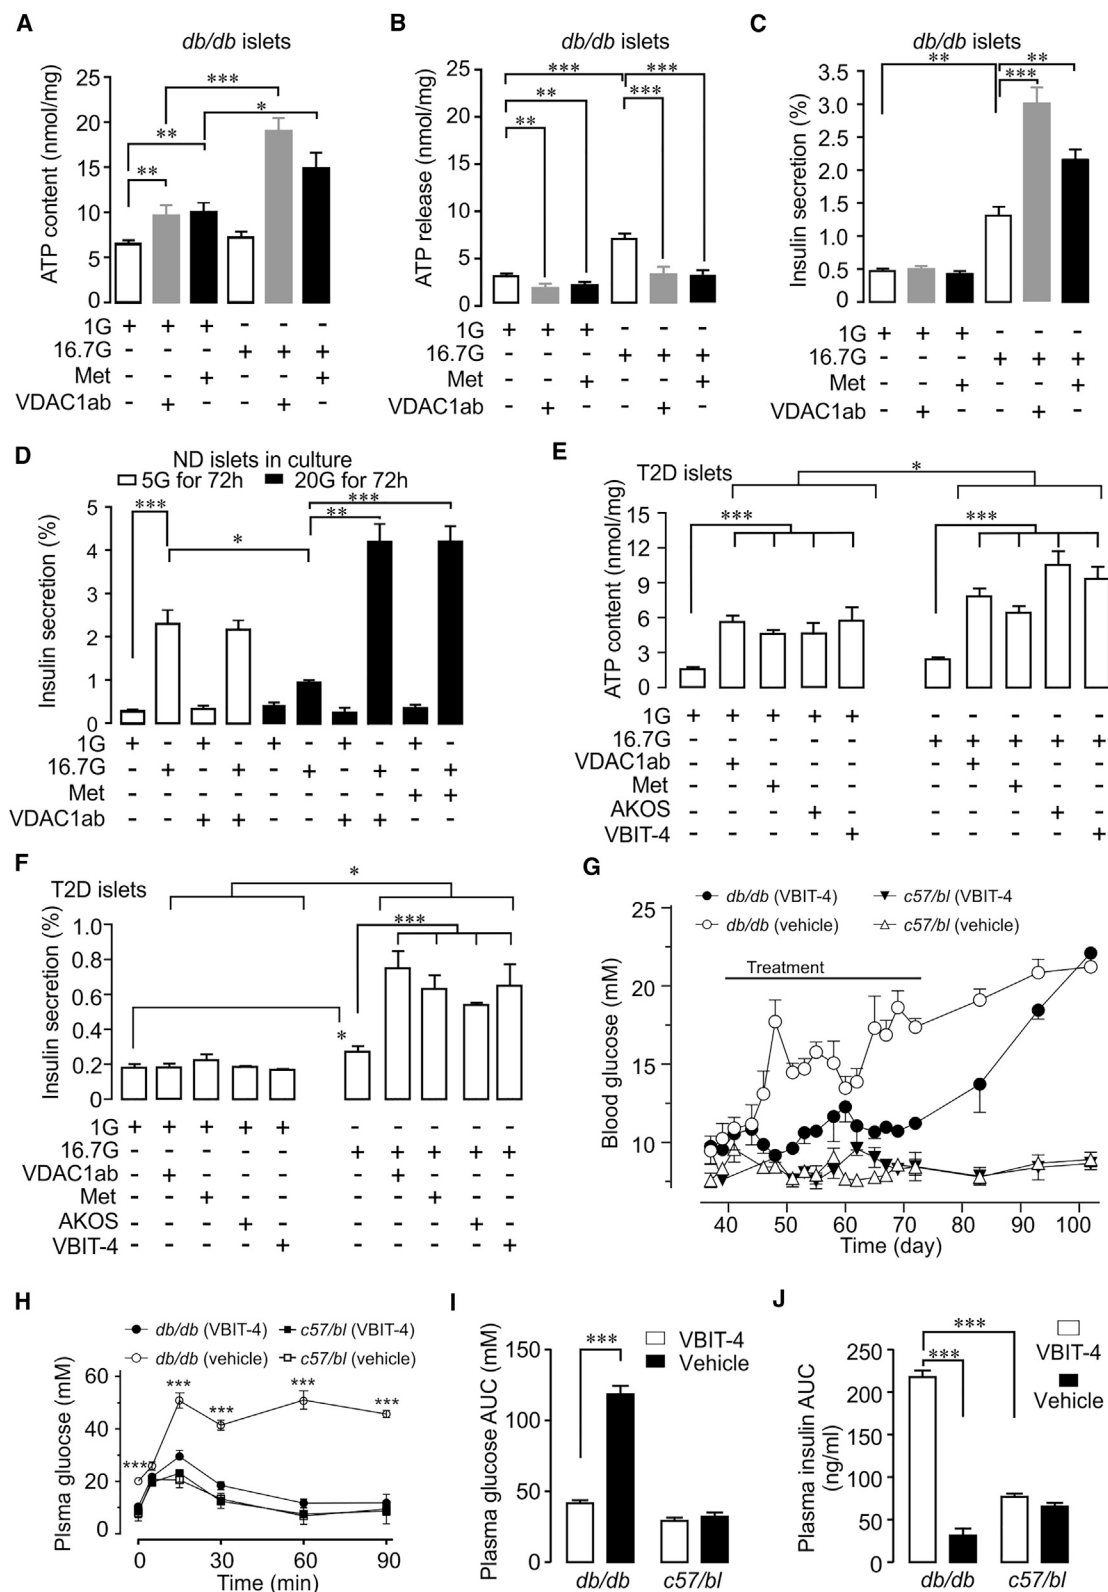 A
db/db islets
ATP content (nmol/mg)
25
20
15
10
5
0
***
*
**
**
1G + + + - - -
16.7G - - - + + +
Met - - + - - +
VDAC1ab - + - - + -
B
db/db islets
ATP release (nmol/mg)
25
20
15
10
5
0
*** ***
**
***
**
1G + + + - - -
16.7G - - - + + +
Met - - + - - +
VDAC1ab - + - - + -
C
db/db islets
Insulin secretion (%)
3.5
3.0
2.5
2.0
1.5
1.0
0.5
0
** **
***
1G + + + - - -
16.7G - - - + + +
Met - - + - - +
VDAC1ab - + - - + -
D
ND islets in culture
5G for 72h 20G for 72h
Insulin secretion (%)
5
4
3
2
1
0
*** ***
**
*
1G + - + - + - + - + -
16.7G - + - + - + - + - +
Met - - - - - - - - + +
VDAC1ab - - + + - - + + - -
E
T2D islets
*
ATP content (nmol/mg)
15
12
9
6
3
0
*** ***
1G + + + + + - - - - -
16.7G - - - - - + + + + +
VDAC1ab - + - - - - + - - -
Met - - + - - - - + - -
AKOS - - - + - - - - + -
VBIT-4 - - - - + - - - - +
F
T2D islets
*
Insulin secretion (%)
1.0
0.8
0.6
0.4
0.2
0
***
*
1G + + + + + - - - - -
16.7G - - - - - + + + + +
VDAC1ab - + - - - - + - - -
Met - - + - - - - + - -
AKOS - - - + - - - - + -
VBIT-4 - - - - + - - - - +
G
db/db (VBIT-4) c57/bl (VBIT-4
db/db (vehicle) c57/bl (vehicle)
Treatment
Blood glucose (mM)
25
20
15
10
40 50 60 70 80 90 100
Time (day)
H
db/db (VBIT-4) c57/bl (VBIT-4)
db/db (vehicle) c57/bl (vehicle)
Plsma gluocse (mM)
60
40
20
0
*** *** *** *** ***
0 30 60 90
Time (min)
I
VBIT-4
Vehicle
Plasma glucose AUC (mM)
150
100
50
0
***
db/db c57/bl
J
VBIT-4
Vehicle
Plasma insulin AUC
(ng/ml)
250
200
150
100
50
0
***
***
db/db c57/bl